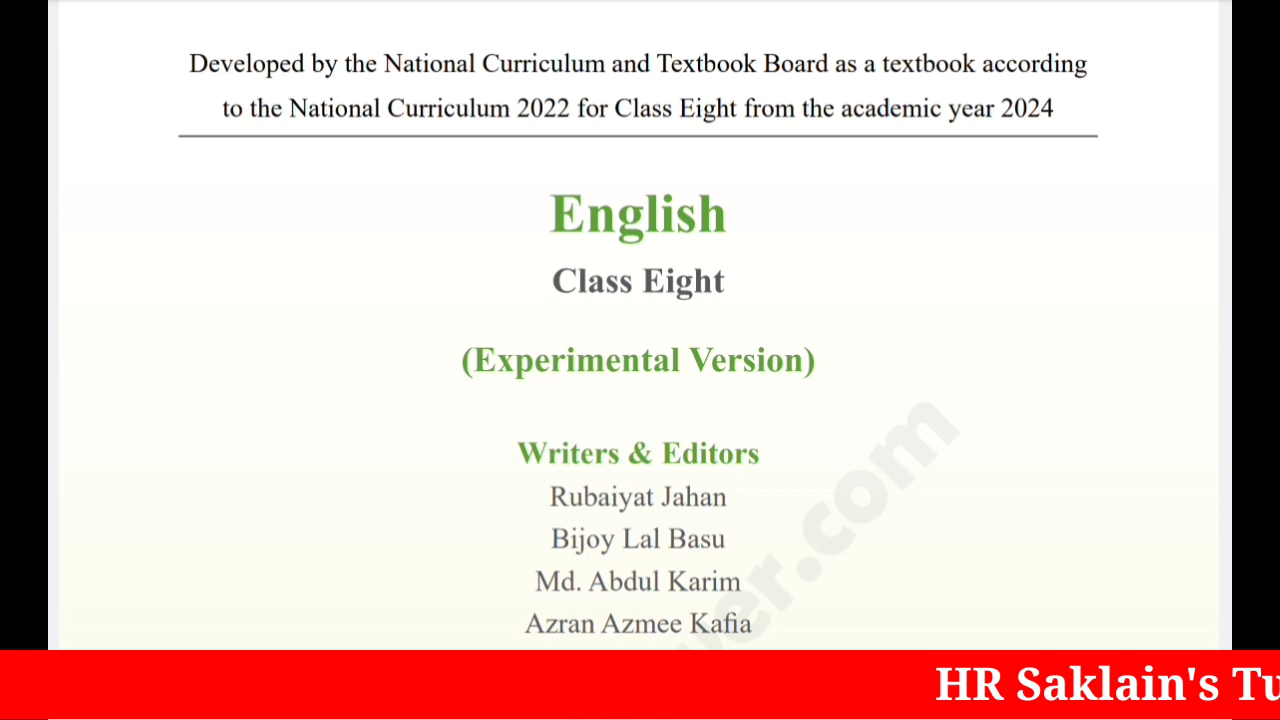 Developed by the National Curriculum and Textbook Board as a textbook according
to the National Curriculum 2022 for Class Eight from the academic year 2024
English
Class Eight
(Experimental Version)
Writers & Editors
Rubaiyat Jahan
Bijoy Lal Basu
Md. Abdul Karim
Azran Azmee Kafia
HR Saklain's